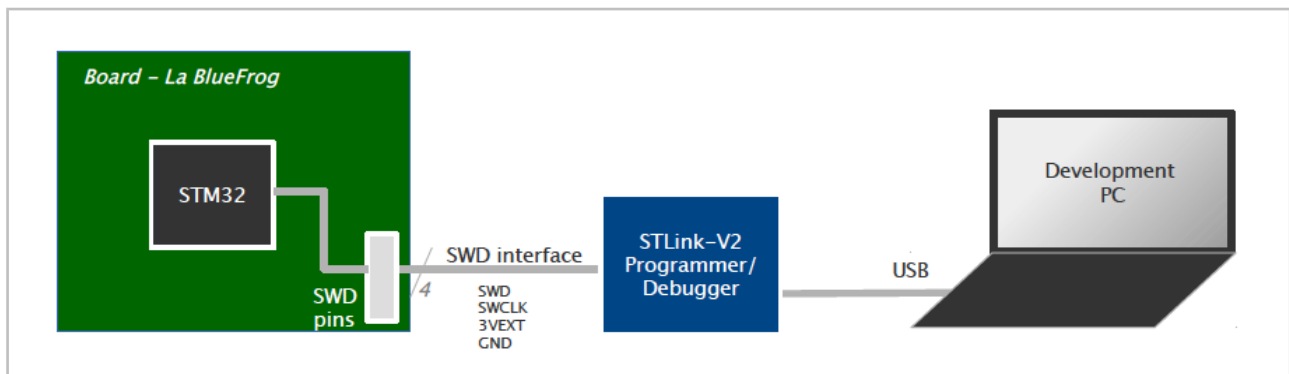 Board - La BlueFrog
STM32
SWD
pins
4
SWD interface
SWD
SWCLK
3VEXT
GND
STLink-V2
Programmer/
Debugger
USB
Development
PC